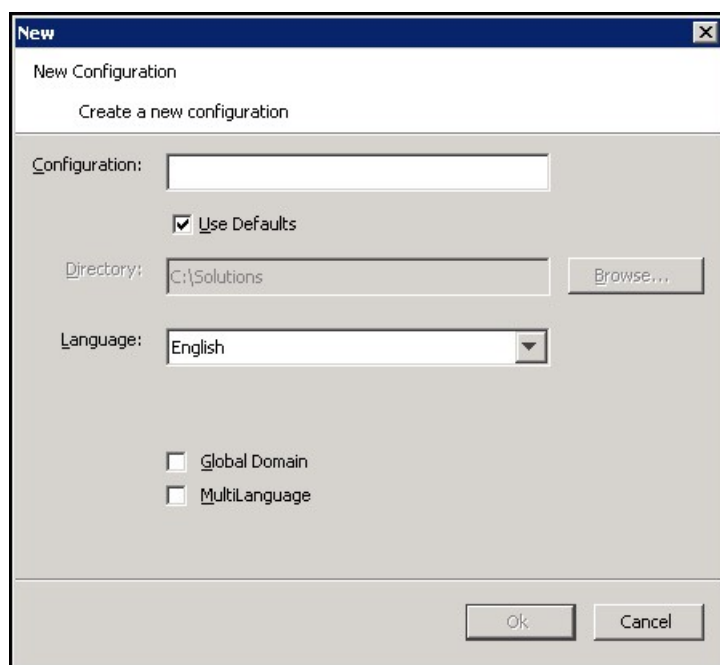 New
New Configuration
Create a new configuration
Configuration:
Use Defaults
Directory: C:\Solutions Browse...
Language: English
Global Domain
MultiLanguage
Ok Cancel